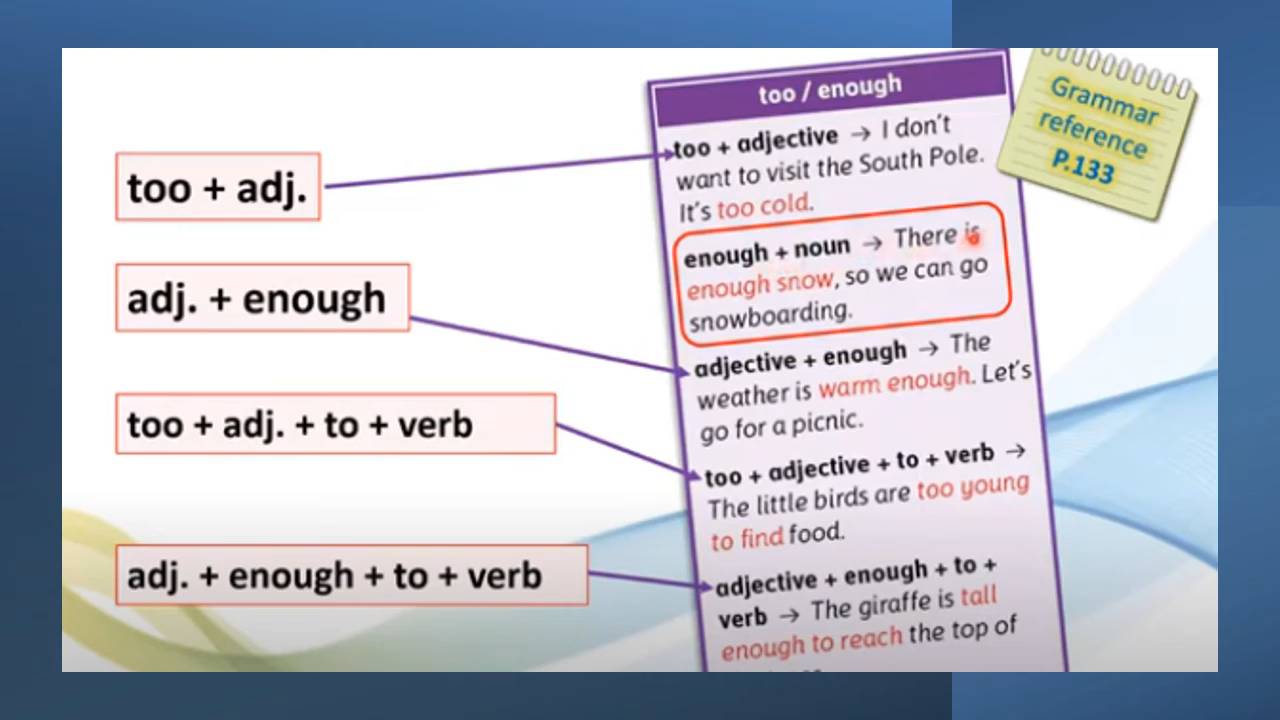 too + adj.
adj. + enough
too + adj. + to + verb
adj. + enough + to + verb
too / enough
too + adjective → I don't
want to visit the South Pole.
It's too cold.
enough + noun → There is
enough snow, so we can go
snowboarding.
adjective + enough → The
weather is warm enough. Let's
go for a picnic.
too + adjective + to + verb →
The little birds are too young
to find food.
adjective + enough + to +
verb → The giraffe is tall
enough to reach the top of
Grammar
reference
P.133